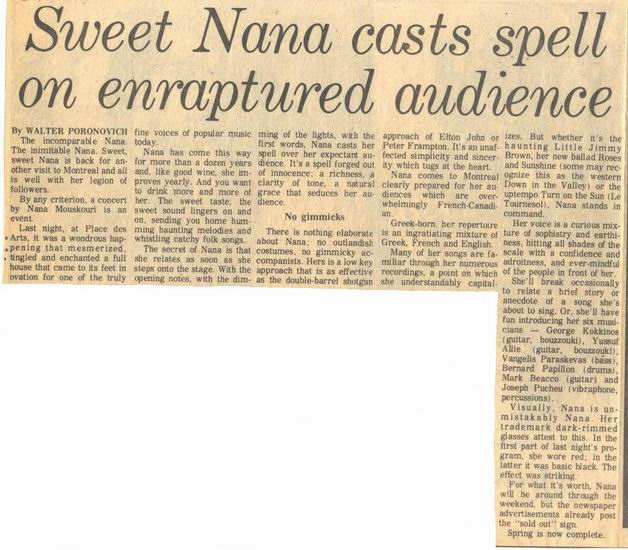 Sweet Nana casts spell
on enraptured audience
By WALTER PORONOVICH
The incomparable Nana.
The inimitable Nana. Sweet,
sweet Nana is back for an-
other visit to Montreal and all
is well with her legion of
followers.
By any criterion, a concert
by Nana Mouskouri is an
event.
Last night, at Place des
Arts, it was a wondrous hap-
pening that mesmerized,
tingled and enchanted a full
house that came to its feet in
ovation for one of the truly
fine voices of popular music
today.
Nana has come this way
for more than a dozen years
and, like good wine, she im-
proves yearly. And you want
to drink more and more of
her. The sweet taste, the
sweet sound lingers on and
on, sending you home hum-
ming haunting melodies and
whistling catchy folk songs.
The secret of Nana is that
she relates as soon as she
steps onto the stage. With the
opening notes, with the dim-
ming of the lights, with the
first words, Nana casts her
spell over her expectant au-
dience. It's a spell forged out
of innocence; a richness, a
clarity of tone, a natural
grace that seduces her au-
dience.
No gimmicks
There is nothing elaborate
about Nana; no outlandish
costumes, no gimmicky ac-
companists. Hers is a low key
approach that is as effective
as the double-barrel shotgun
approach of Elton John or
Peter Frampton. It's an unaf-
fected simplicity and sincer-
ity which tugs at the heart.
Nana comes to Montreal
clearly prepared for her au-
diences which are over-
whelmingly French-Canadi-
an.
Greek-born, her repertoire
is an ingratiating mixture of
Greek, French and English.
Many of her songs are fa-
miliar through her numerous
recordings, a point on which
she understandably capital-
izes. But whether it's the
haunting Little Jimmy
Brown, her new ballad Roses
and Sunshine (some may rec-
ognize this as the western
Down in the Valley) or the
uptempo Turn on the Sun (Le
Tournesol), Nana stands in
command.
Her voice is a curious mix-
ture of sophistry and earthi-
ness, hitting all shades of the
scale with a confidence and
adroitness, and ever-mindful
of the people in front of her.
She'll break occasionally
to relate a brief story or
anecdote of a song she's
about to sing. Or, she'll have
fun introducing her six musi-
cians — George Kokkinos
(guitar, bouzzouki), Yussuf
Allie (guitar, bouzzouki),
Vangelis Paraskevas (bass),
Bernard Papillon (drums),
Mark Beacco (guitar) and
Joseph Pucheu (vibraphone,
percussions).
Visually, Nana is un-
mistakably Nana. Her
trademark dark-rimmed
glasses attest to this. In the
first part of last night's pro-
gram, she wore red; in the
latter it was basic black. The
effect was striking.
For what it's worth, Nana
will be around through the
weekend, but the newspaper
advertisements already post
the "sold out" sign.
Spring is now complete.